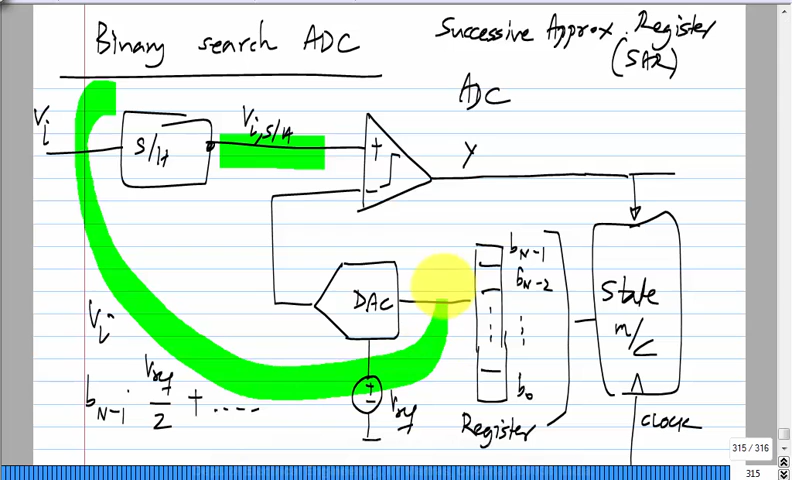 Binary search ADC
Successive Approx. Register
(SAR)
ADC
Vi
S/H
Vi,S/H
+
-
Y
bN-1
bN-2
b0
DAC
State
m/c
Vi-
bN-1 Vref/2 + ....
+
-
Vref
Register
CLOCK
315 / 316
315